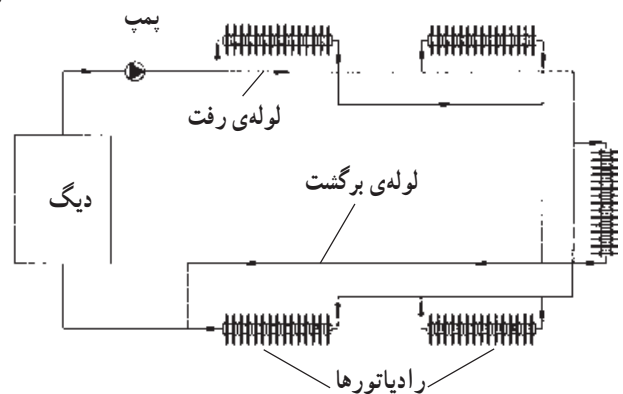 پمپ
لوله‌ی رفت
دیگ
لوله‌ی برگشت
رادیاتورها